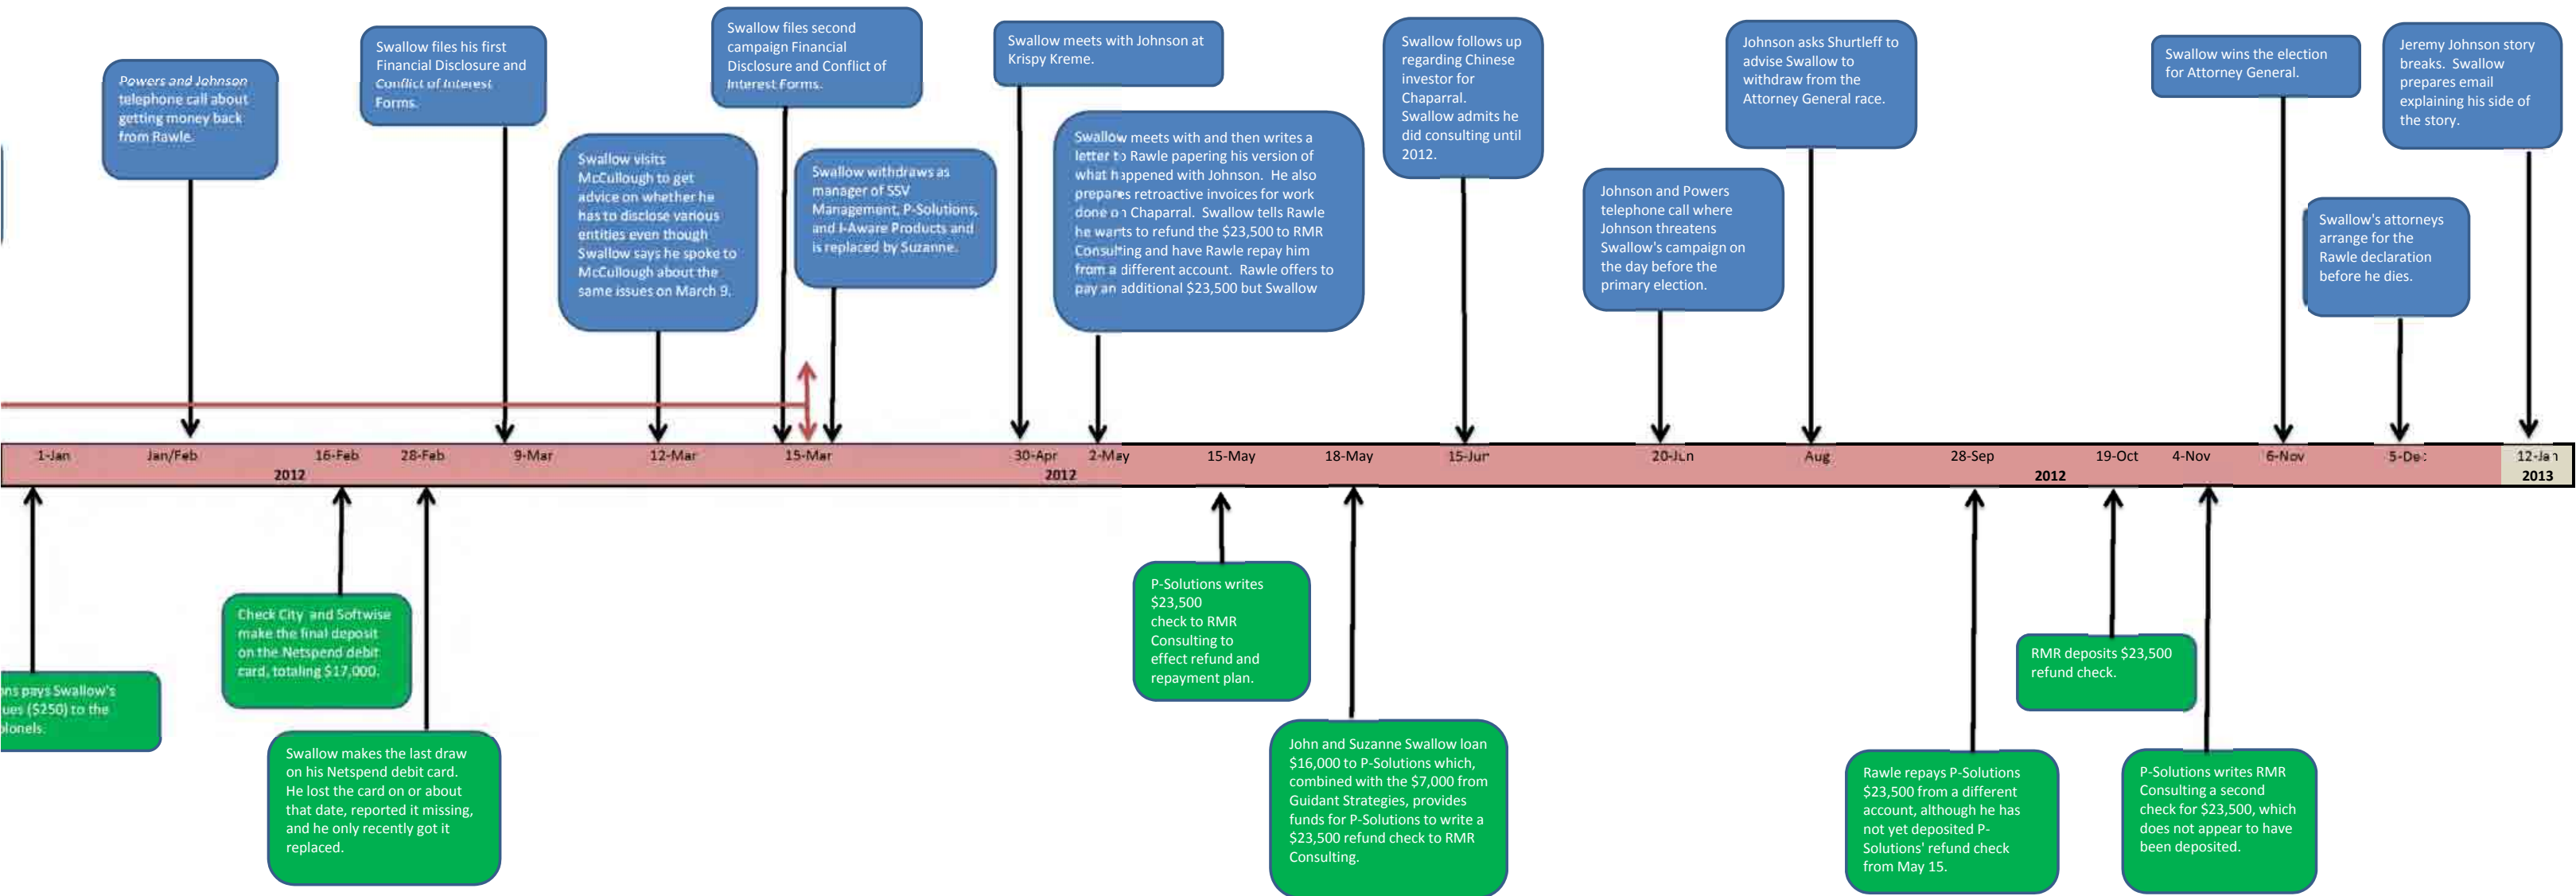 Powers and Johnson
telephone call about
getting money back
from Rawle.
Swallow files his first
Financial Disclosure and
Conflict of Interest
Forms.
Swallow visits
McCullough to get
advice on whether he
has to disclose various
entities even though
Swallow says he spoke to
McCullough about the
same issues on March 9.
Swallow files second
campaign Financial
Disclosure and Conflict of
Interest Forms.
Swallow withdraws as
manager of SSV
Management, P-Solutions,
and I-Aware Products and
is replaced by Suzanne.
Swallow meets with Johnson at
Krispy Kreme.
Swallow meets with and then writes a
letter to Rawle papering his version of
what happened with Johnson. He also
prepares retroactive invoices for work
done on Chaparral. Swallow tells Rawle
he wants to refund the $23,500 to RMR
Consulting and have Rawle repay him
from a different account. Rawle offers to
pay an additional $23,500 but Swallow
Swallow follows up
regarding Chinese
investor for
Chaparral.
Swallow admits he
did consulting until
2012.
Johnson and Powers
telephone call where
Johnson threatens
Swallow's campaign on
the day before the
primary election.
Johnson asks Shurtleff to
advise Swallow to
withdraw from the
Attorney General race.
Swallow wins the election
for Attorney General.
Swallow's attorneys
arrange for the
Rawle declaration
before he dies.
Jeremy Johnson story
breaks. Swallow
prepares email
explaining his side of
the story.
1-Jan Jan/Feb 16-Feb 28-Feb 9-Mar 12-Mar 15-Mar 30-Apr 2-May 15-May 18-May 15-Jun 20-Jun Aug 28-Sep 19-Oct 4-Nov 6-Nov 5-Dec 12-Jan
2012 2012 2012 2013
ons pays Swallow's
ues ($250) to the
olonels.
Check City and Softwise
make the final deposit
on the Netspend debit
card, totaling $17,000.
Swallow makes the last draw
on his Netspend debit card.
He lost the card on or about
that date, reported it missing,
and he only recently got it
replaced.
P-Solutions writes
$23,500
check to RMR
Consulting to
effect refund and
repayment plan.
John and Suzanne Swallow loan
$16,000 to P-Solutions which,
combined with the $7,000 from
Guidant Strategies, provides
funds for P-Solutions to write a
$23,500 refund check to RMR
Consulting.
Rawle repays P-Solutions
$23,500 from a different
account, although he has
not yet deposited P-
Solutions' refund check
from May 15.
RMR deposits $23,500
refund check.
P-Solutions writes RMR
Consulting a second
check for $23,500, which
does not appear to have
been deposited.